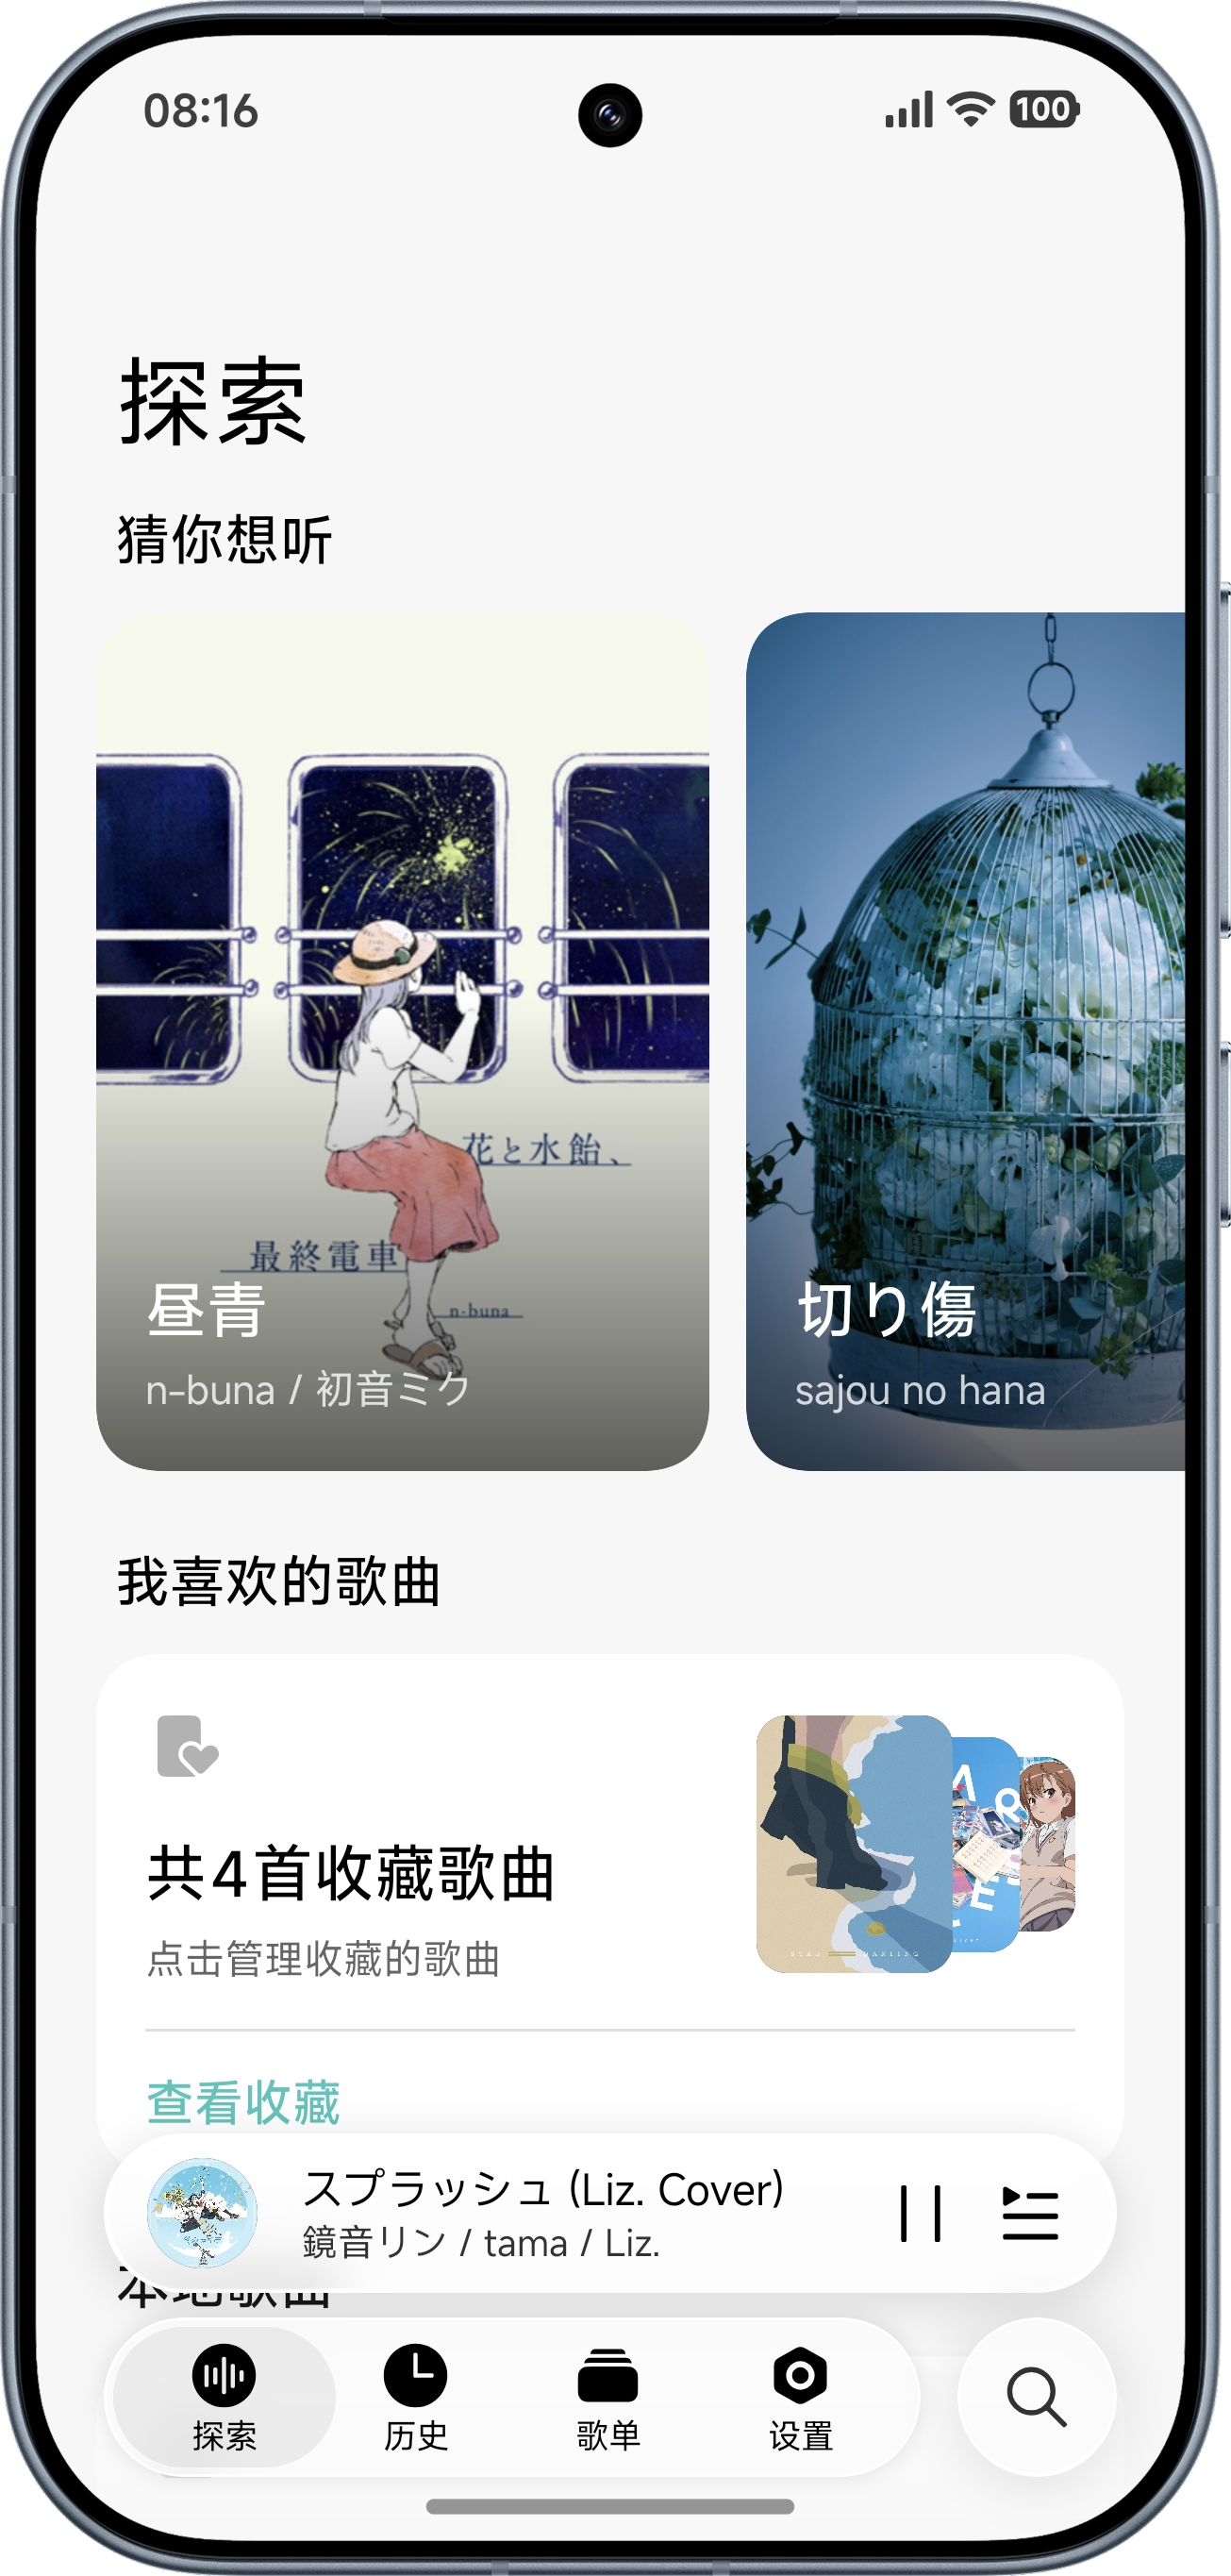 08:16
100
探索
猜你想听
花と水飴、
最終電車
n-buna
昼青
n-buna / 初音ミク
切り傷
sajou no hana
我喜欢的歌曲
共4首收藏歌曲
点击管理收藏的歌曲
查看收藏
スプラッシュ (Liz. Cover)
鏡音リン / tama / Liz.
本地歌曲
探索
历史
歌单
设置